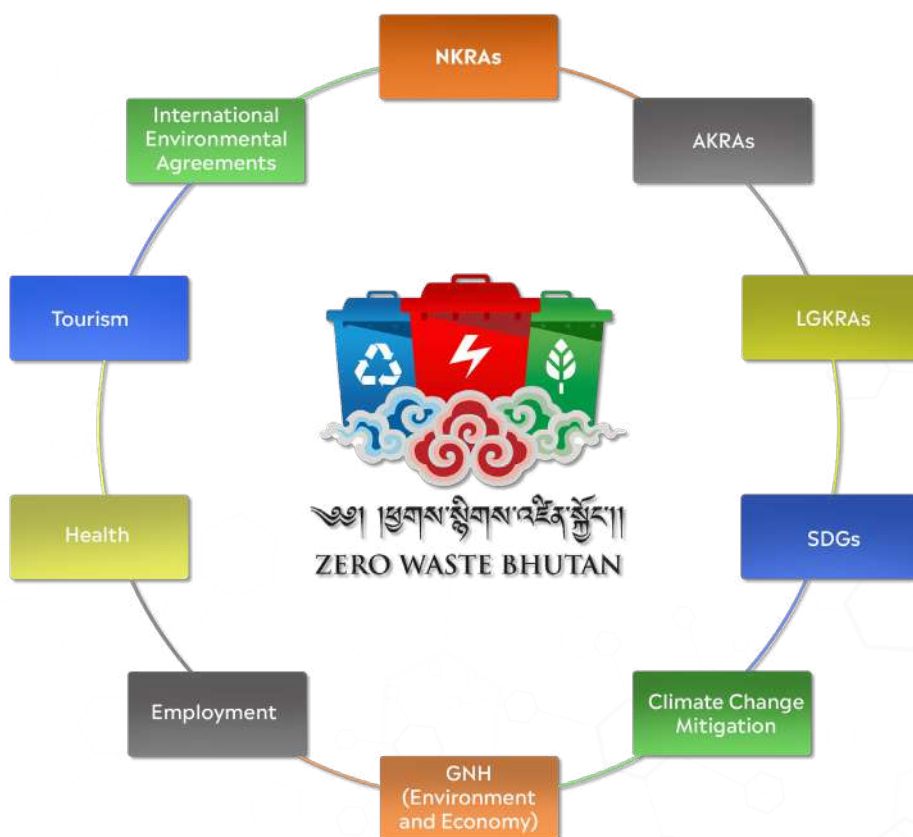 NKRAs
AKRAs
LGKRAs
SDGs
Climate Change
Mitigation
GNH
(Environment
and Economy)
Employment
Health
Tourism
International
Environmental
Agreements
༄༅། །ཕྱགས་སྙིགས་འཛིན་སྐྱོང་།།
ZERO WASTE BHUTAN